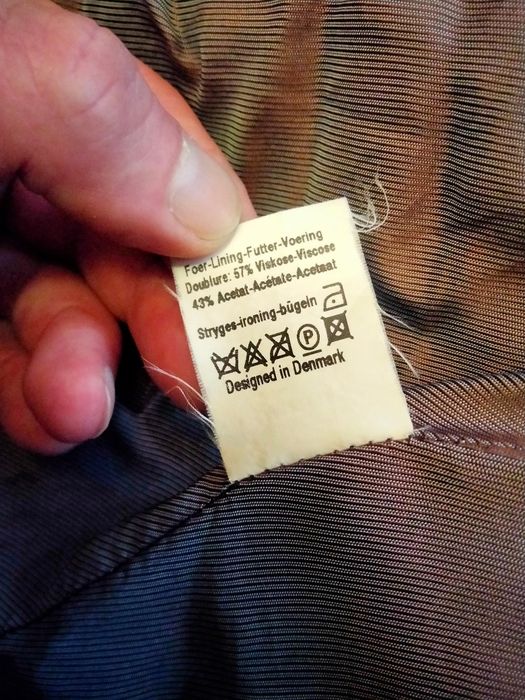 Foer-Lining-Futter-Voering
Doublure: 57% Viskose-Viscose
43% Acetat-Acétate-Acetaat
Stryges-ironing-bügeln
P
Designed in Denmark